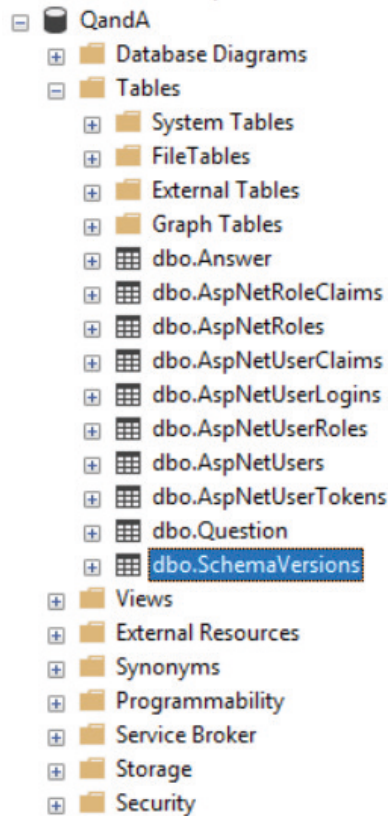 QandA
Database Diagrams
Tables
System Tables
FileTables
External Tables
Graph Tables
dbo.Answer
dbo.AspNetRoleClaims
dbo.AspNetRoles
dbo.AspNetUserClaims
dbo.AspNetUserLogins
dbo.AspNetUserRoles
dbo.AspNetUsers
dbo.AspNetUserTokens
dbo.Question
dbo.SchemaVersions
Views
External Resources
Synonyms
Programmability
Service Broker
Storage
Security